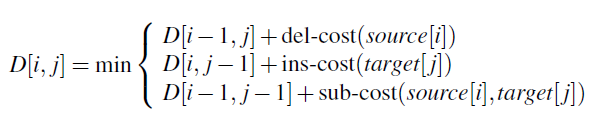 D[i−1, j]+del-cost(source[i])
D[i, j] = min { D[i, j−1]+ins-cost(target[j])
D[i−1, j−1]+sub-cost(source[i],target[j])